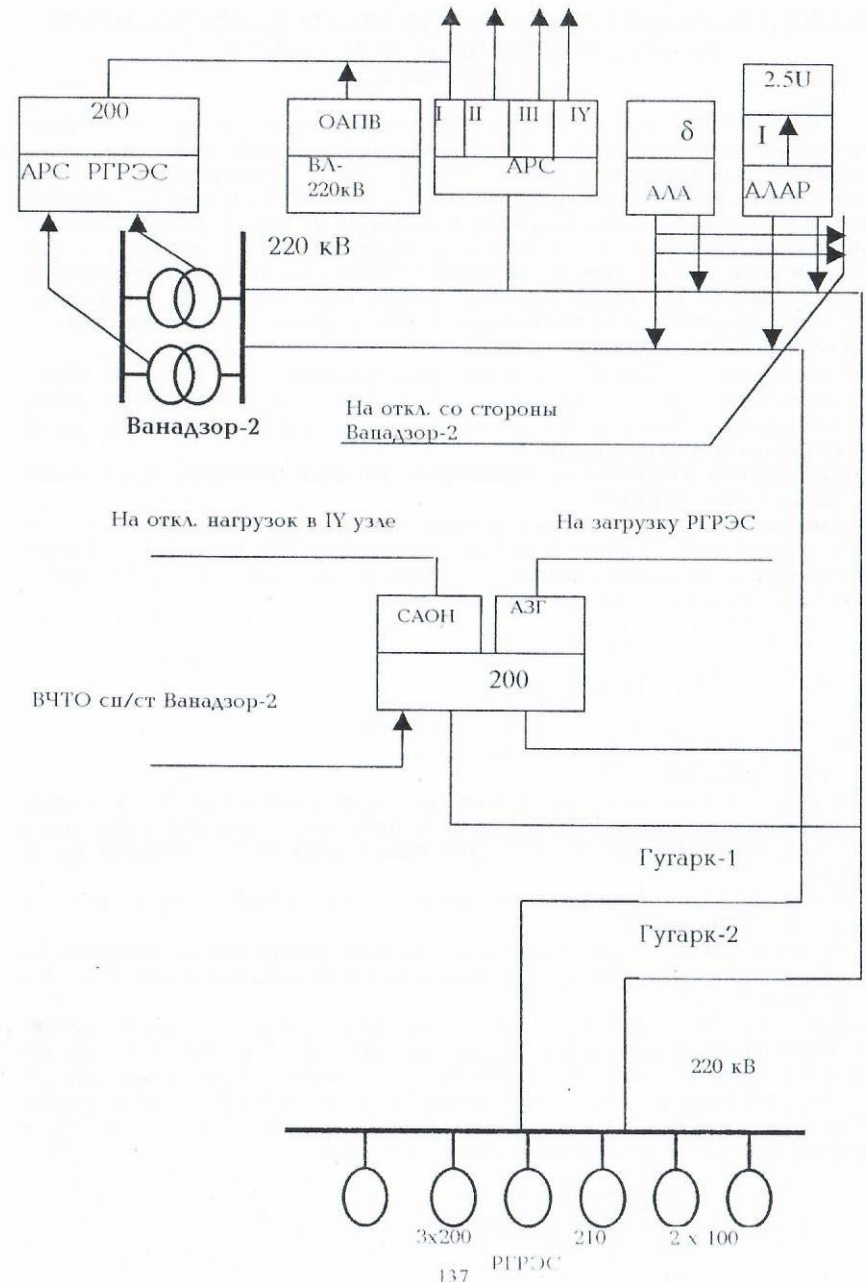 2.5U
200
ОАПВ
I II III IY
δ
I
АРС РГРЭС
ВЛ-
220кВ
АРС
АЛА
АЛАР
220 кВ
На откл. со стороны
Ванадзор-2
Ванадзор-2
На откл. нагрузок в IY узле
На загрузку РГРЭС
САОН
АЗГ
200
ВЧТО сп/ст Ванадзор-2
Гугарк-1
Гугарк-2
220 кВ
3x200
210
2 x 100
РГРЭС
137